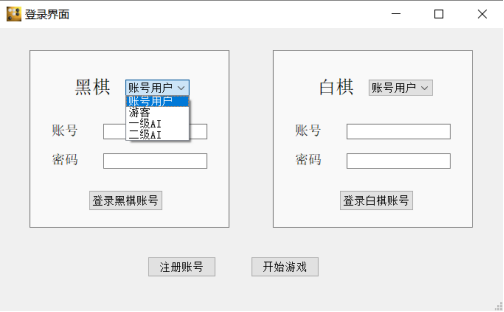 登录界面
黑棋 账号用户
账号用户
游客
一级AI
二级AI
账号
密码
登录黑棋账号
白棋 账号用户
账号
密码
登录白棋账号
注册账号 开始游戏